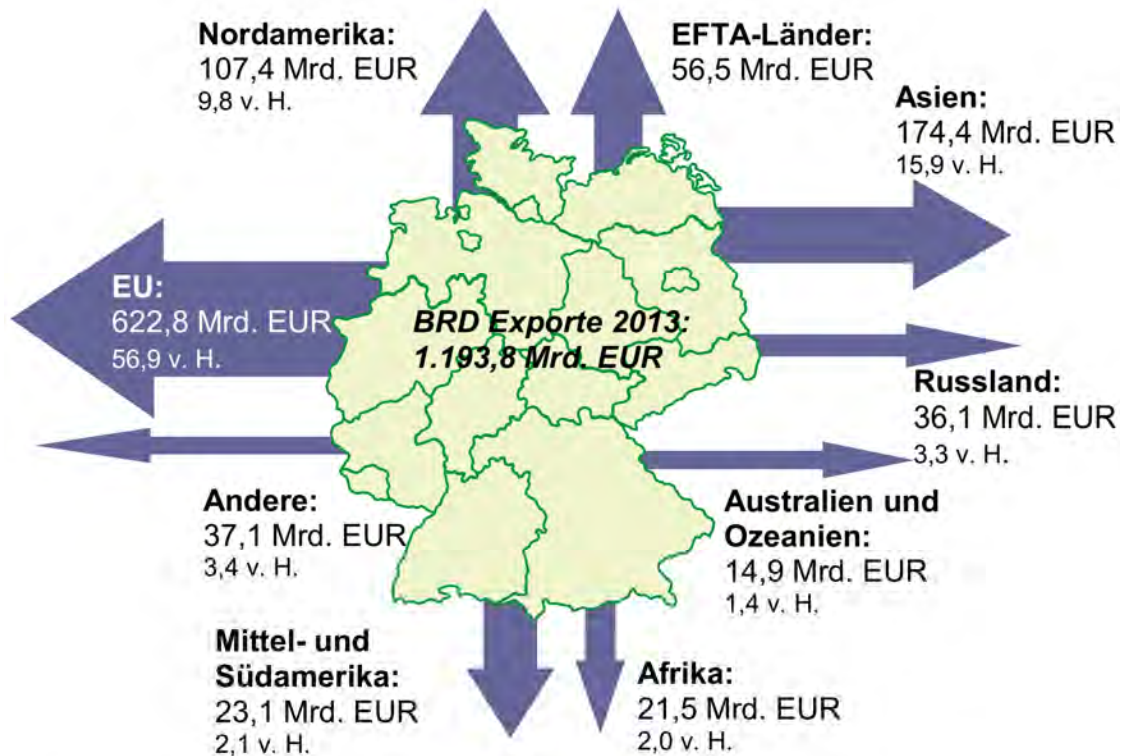 Nordamerika:
107,4 Mrd. EUR
9,8 v. H.
EFTA-Länder:
56,5 Mrd. EUR
Asien:
174,4 Mrd. EUR
15,9 v. H.
EU:
622,8 Mrd. EUR
56,9 v. H.
BRD Exporte 2013:
1.193,8 Mrd. EUR
Russland:
36,1 Mrd. EUR
3,3 v. H.
Andere:
37,1 Mrd. EUR
3,4 v. H.
Australien und
Ozeanien:
14,9 Mrd. EUR
1,4 v. H.
Mittel- und
Südamerika:
23,1 Mrd. EUR
2,1 v. H.
Afrika:
21,5 Mrd. EUR
2,0 v. H.